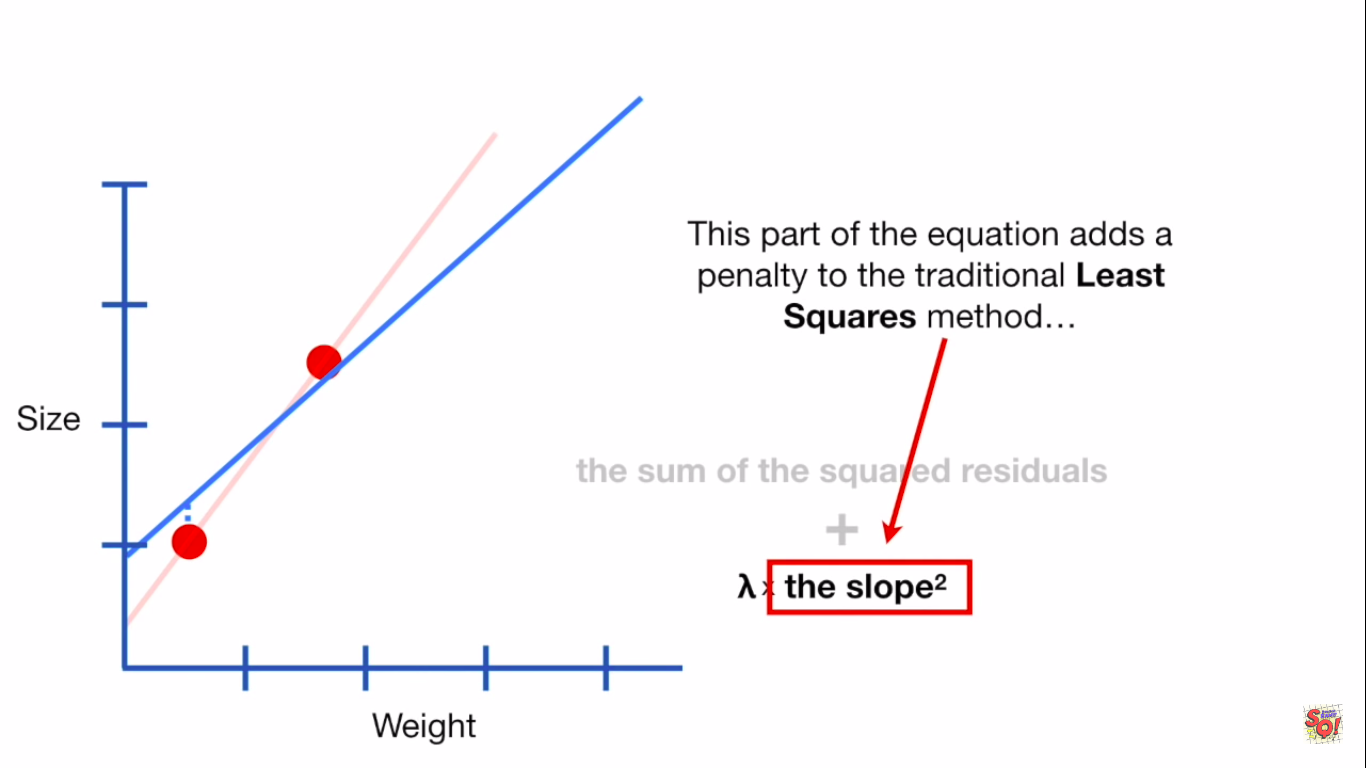 This part of the equation adds a
penalty to the traditional Least
Squares method…
Size
the sum of the squared residuals
+
λ x the slope²
Weight
SQ!